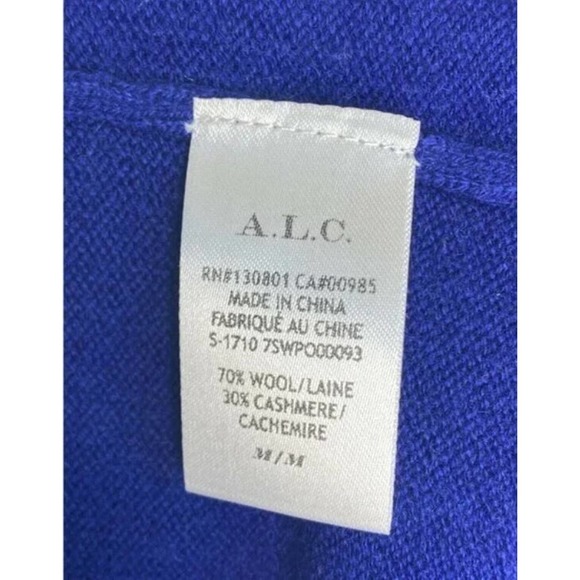 A.L.C.
RN#130801 CA#00985
MADE IN CHINA
FABRIQUÉ AU CHINE
S-1710 7SWPO00093
70% WOOL/LAINE
30% CASHMERE/
CACHEMIRE
M/M